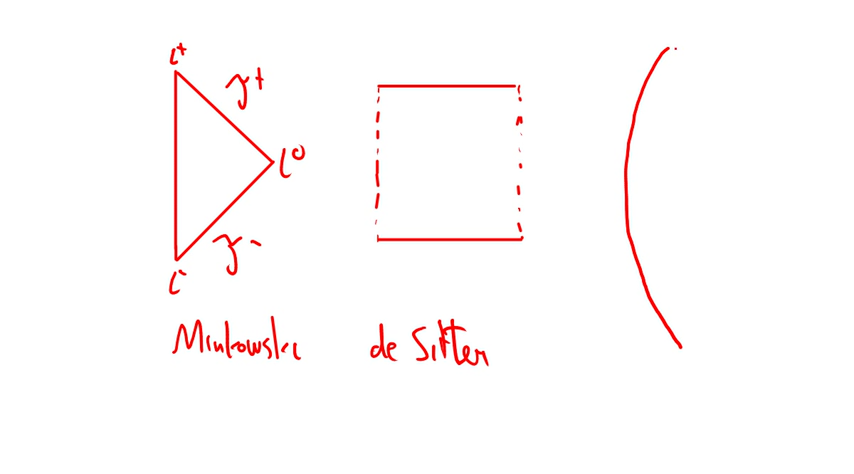 i⁺
𝒥⁺
i⁰
𝒥⁻
i⁻
Minkowski
de Sitter